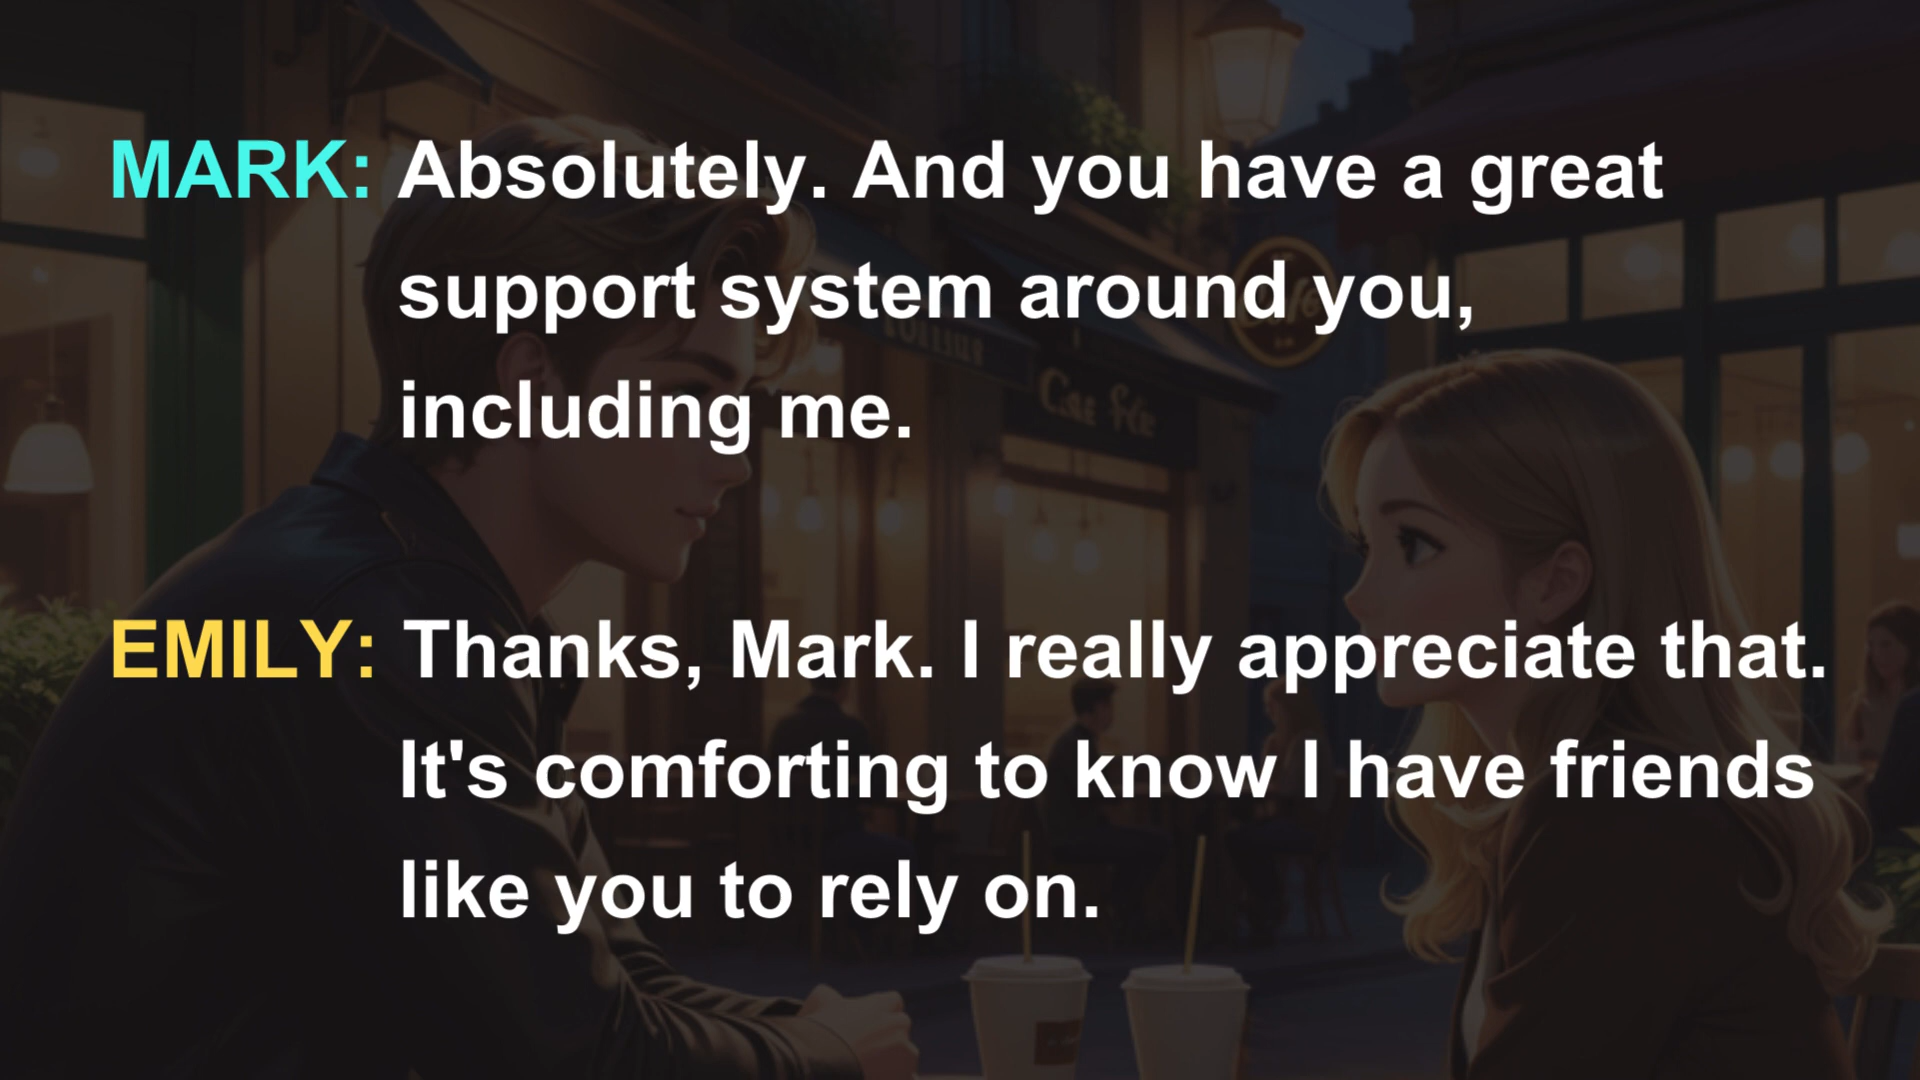 MARK: Absolutely. And you have a great
support system around you,
including me.
EMILY: Thanks, Mark. I really appreciate that.
It's comforting to know I have friends
like you to rely on.